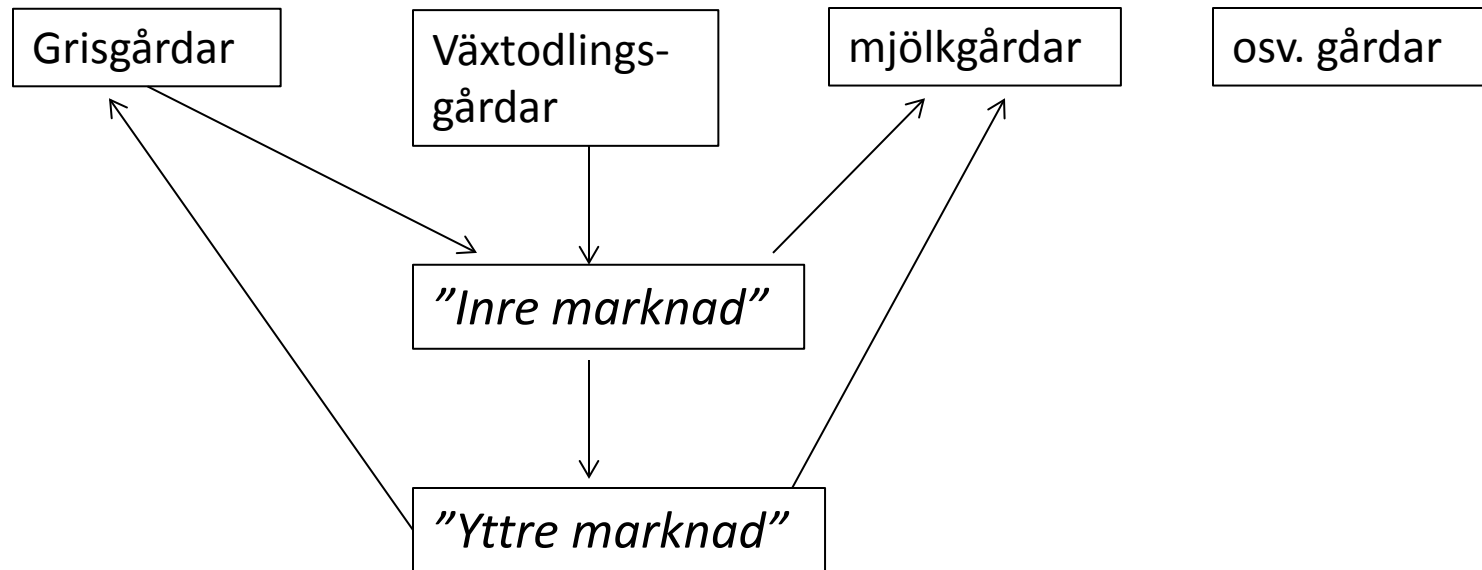 Grisgårdar
Växtodlings-
gårdar
mjölkgårdar
osv. gårdar
”Inre marknad”
”Yttre marknad”